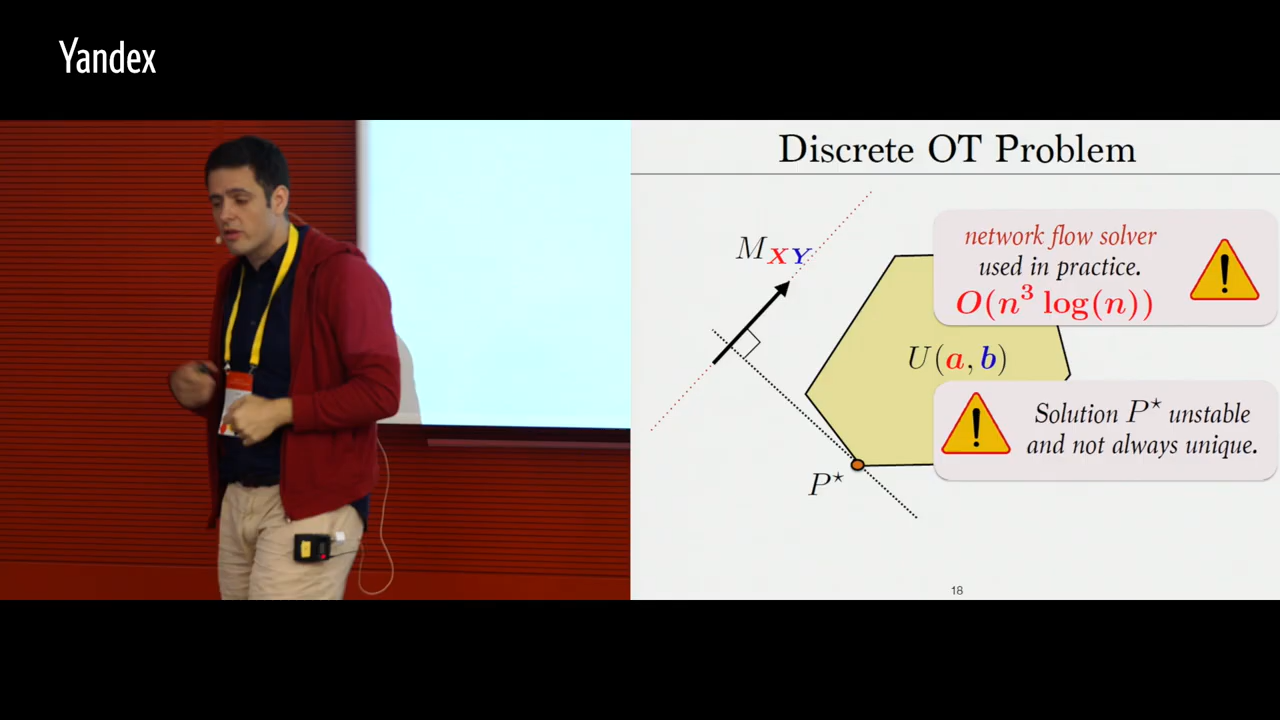 Yandex
Discrete OT Problem
M_XY
network flow solver
used in practice.
O(n³ log(n))
U(a, b)
Solution P⋆ unstable
and not always unique.
P⋆
18